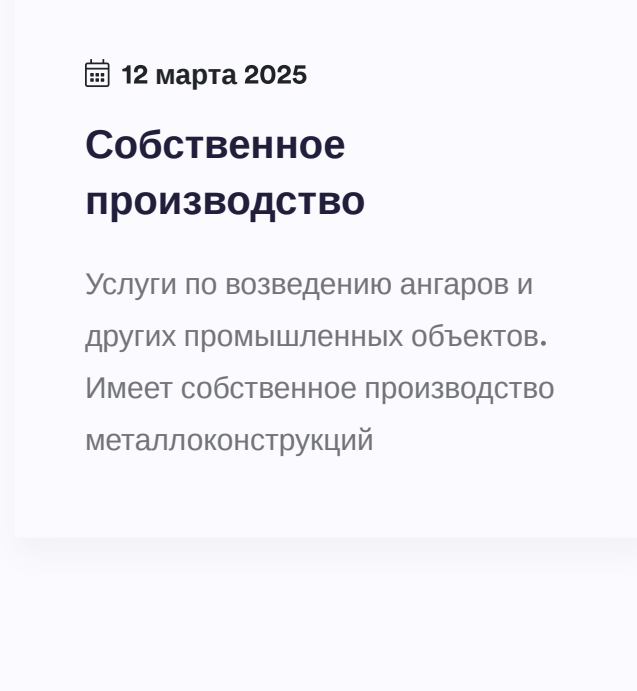 12 марта 2025
Собственное
производство
Услуги по возведению ангаров и
других промышленных объектов.
Имеет собственное производство
металлоконструкций